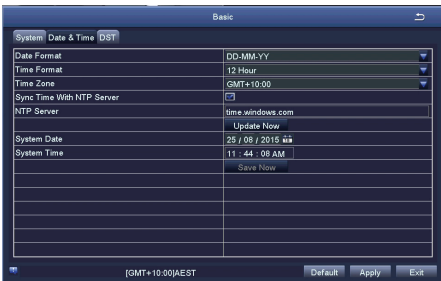 Basic
System Date & Time DST
Date Format DD-MM-YY
Time Format 12 Hour
Time Zone GMT+10:00
Sync Time With NTP Server
NTP Server time.windows.com
Update Now
System Date 25 / 08 / 2015
System Time 11 : 44 : 08 AM
Save Now
[GMT+10:00]AEST Default Apply Exit